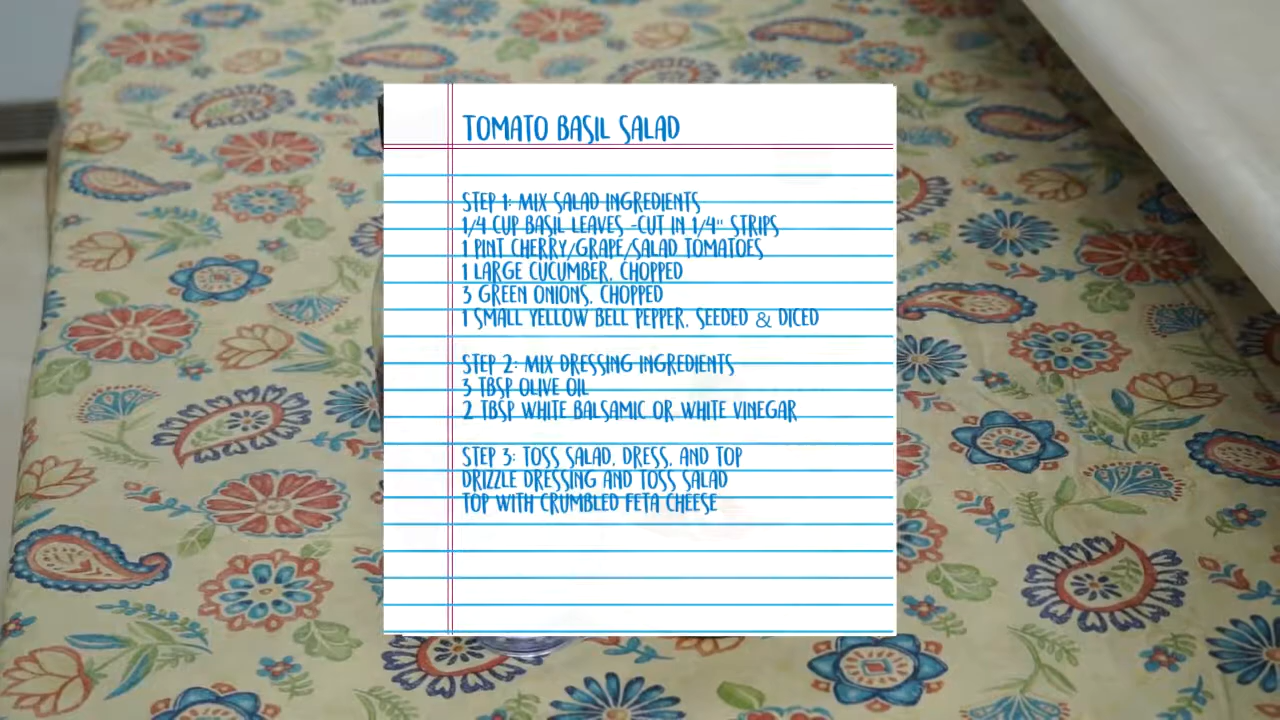 TOMATO BASIL SALAD
STEP 1: MIX SALAD INGREDIENTS
1/4 CUP BASIL LEAVES -CUT IN 1/4" STRIPS
1 PINT CHERRY/GRAPE/SALAD TOMATOES
1 LARGE CUCUMBER, CHOPPED
3 GREEN ONIONS, CHOPPED
1 SMALL YELLOW BELL PEPPER, SEEDED & DICED
STEP 2: MIX DRESSING INGREDIENTS
3 TBSP OLIVE OIL
2 TBSP WHITE BALSAMIC OR WHITE VINEGAR
STEP 3: TOSS SALAD, DRESS, AND TOP
DRIZZLE DRESSING AND TOSS SALAD
TOP WITH CRUMBLED FETA CHEESE